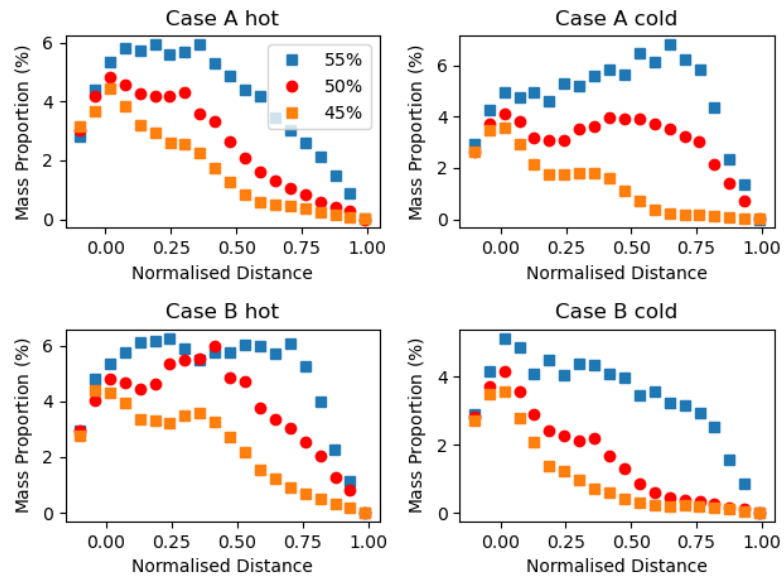 Case A hot
Mass Proportion (%)
6
4
2
0
0.00 0.25 0.50 0.75 1.00
Normalised Distance
55%
50%
45%
Case A cold
Mass Proportion (%)
6
4
2
0
0.00 0.25 0.50 0.75 1.00
Normalised Distance
Case B hot
Mass Proportion (%)
6
4
2
0
0.00 0.25 0.50 0.75 1.00
Normalised Distance
Case B cold
Mass Proportion (%)
4
2
0
0.00 0.25 0.50 0.75 1.00
Normalised Distance